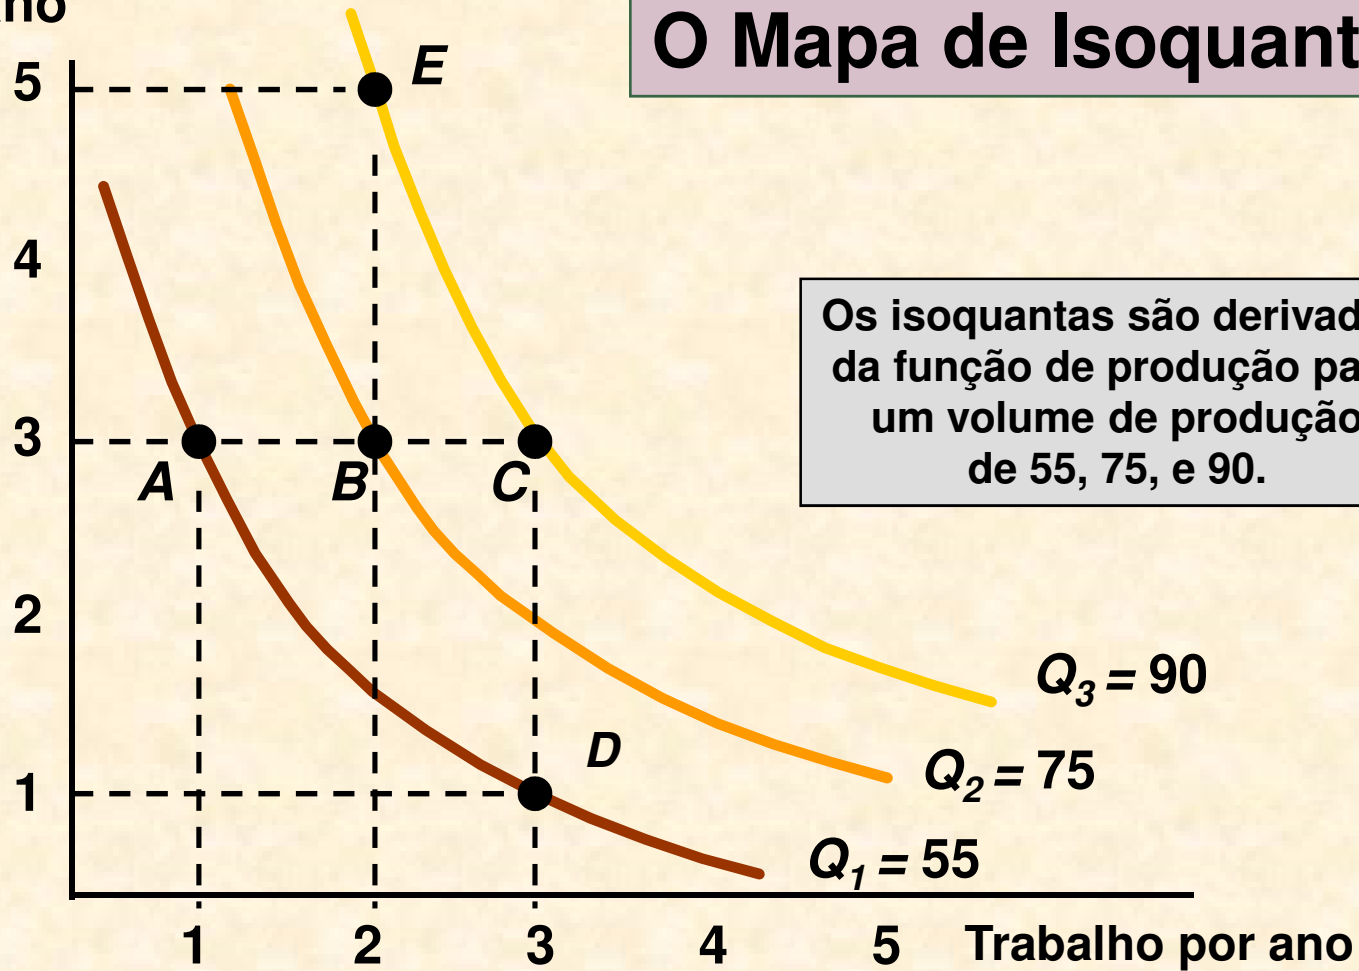 ano
O Mapa de Isoquant
5
E
4
Os isoquantas são derivad
da função de produção pa
um volume de produção
de 55, 75, e 90.
3
A B C
2
Q3 = 90
D
Q2 = 75
1
Q1 = 55
1 2 3 4 5 Trabalho por ano